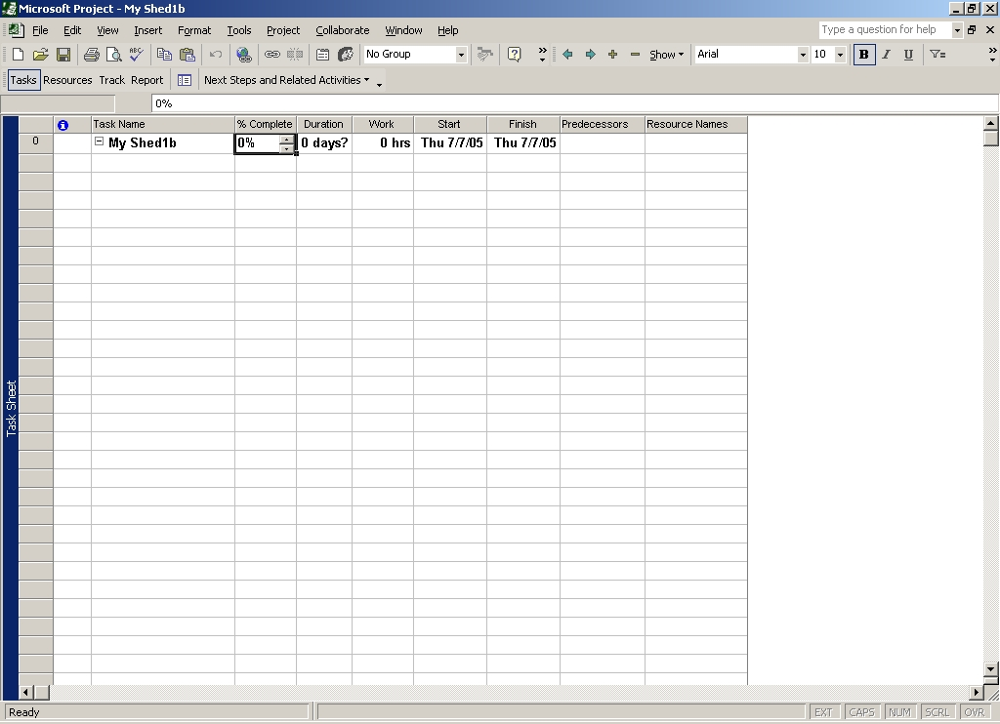 Microsoft Project - My Shed1b
File Edit View Insert Format Tools Project Collaborate Window Help Type a question for help
No Group Show Arial 10 B I U
Tasks Resources Track Report Next Steps and Related Activities
0%
Task Name % Complete Duration Work Start Finish Predecessors Resource Names
0 My Shed1b 0% 0 days? 0 hrs Thu 7/7/05 Thu 7/7/05
Task Sheet
Ready EXT CAPS NUM SCRL OVR